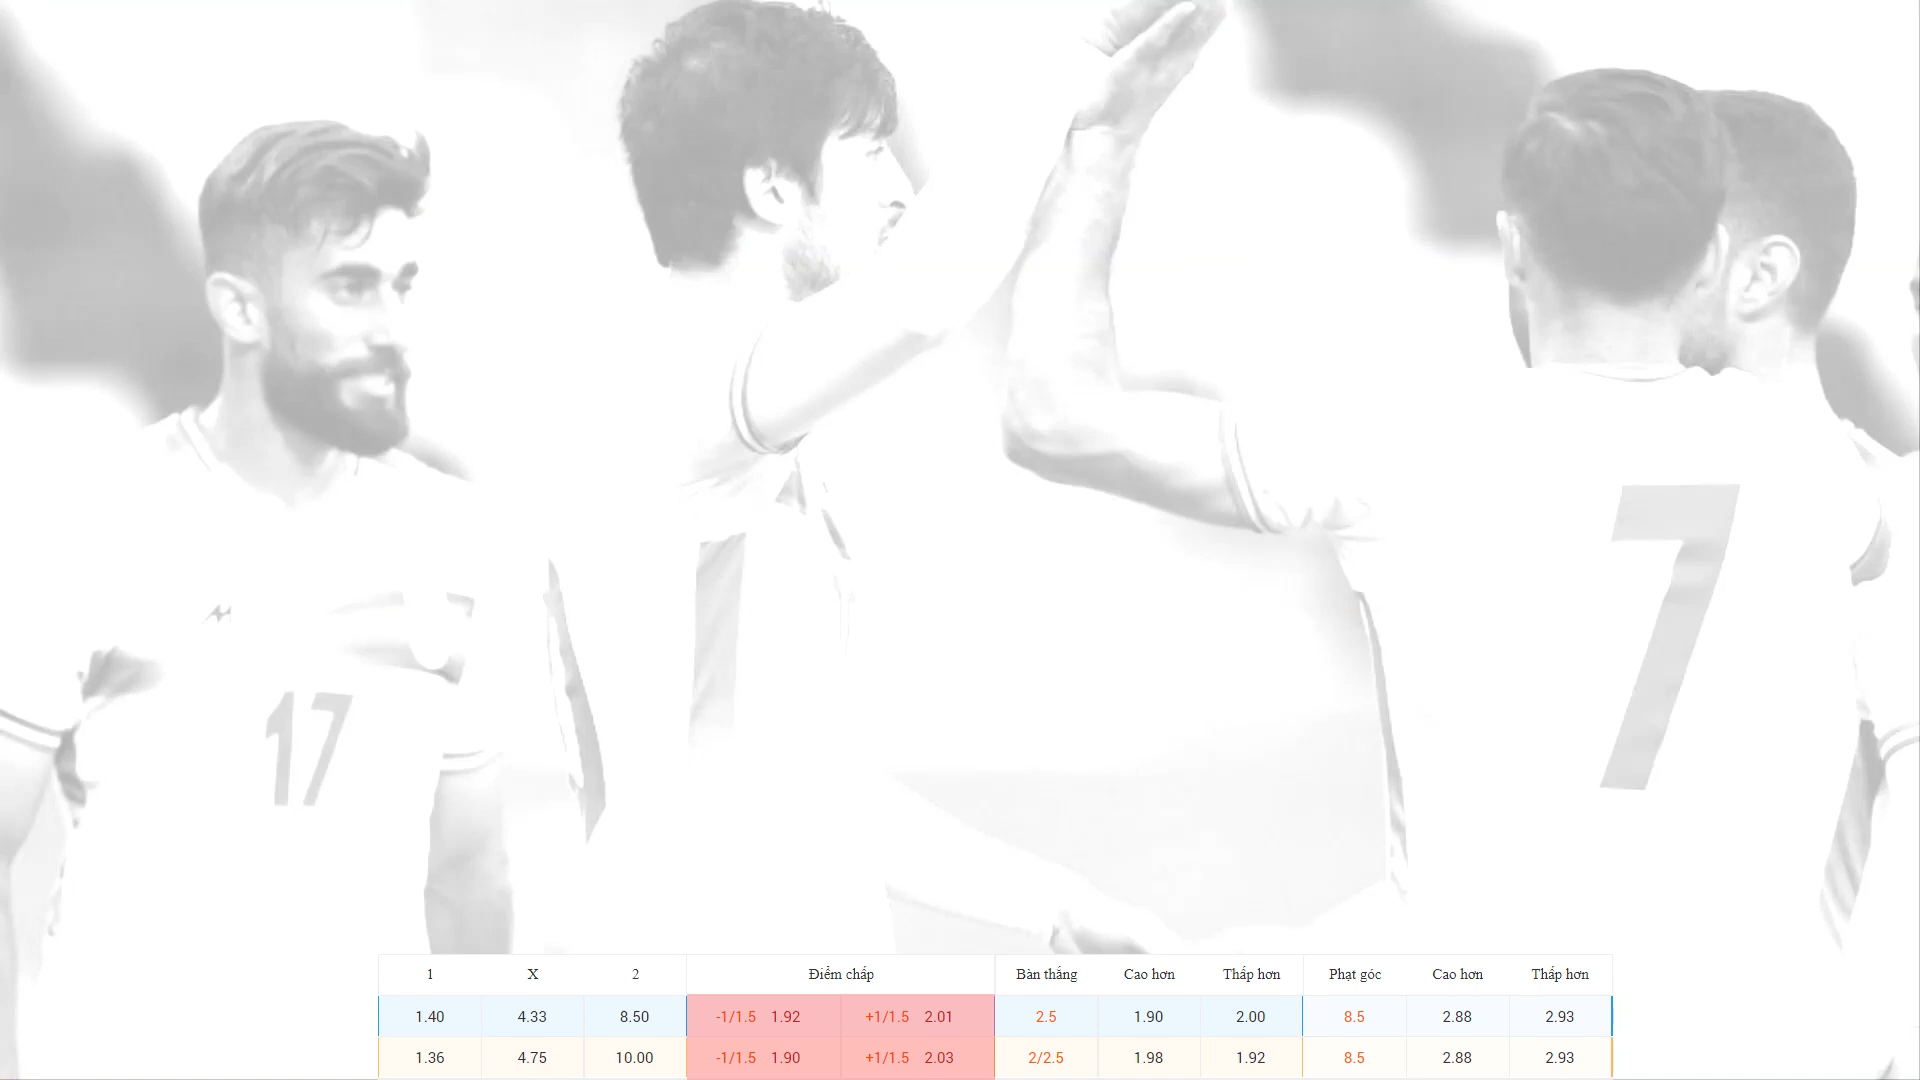 17
7
1 X 2 Điểm chấp Bàn thắng Cao hơn Thấp hơn Phạt góc Cao hơn Thấp hơn
1.40 4.33 8.50 -1/1.5 1.92 +1/1.5 2.01 2.5 1.90 2.00 8.5 2.88 2.93
1.36 4.75 10.00 -1/1.5 1.90 +1/1.5 2.03 2/2.5 1.98 1.92 8.5 2.88 2.93